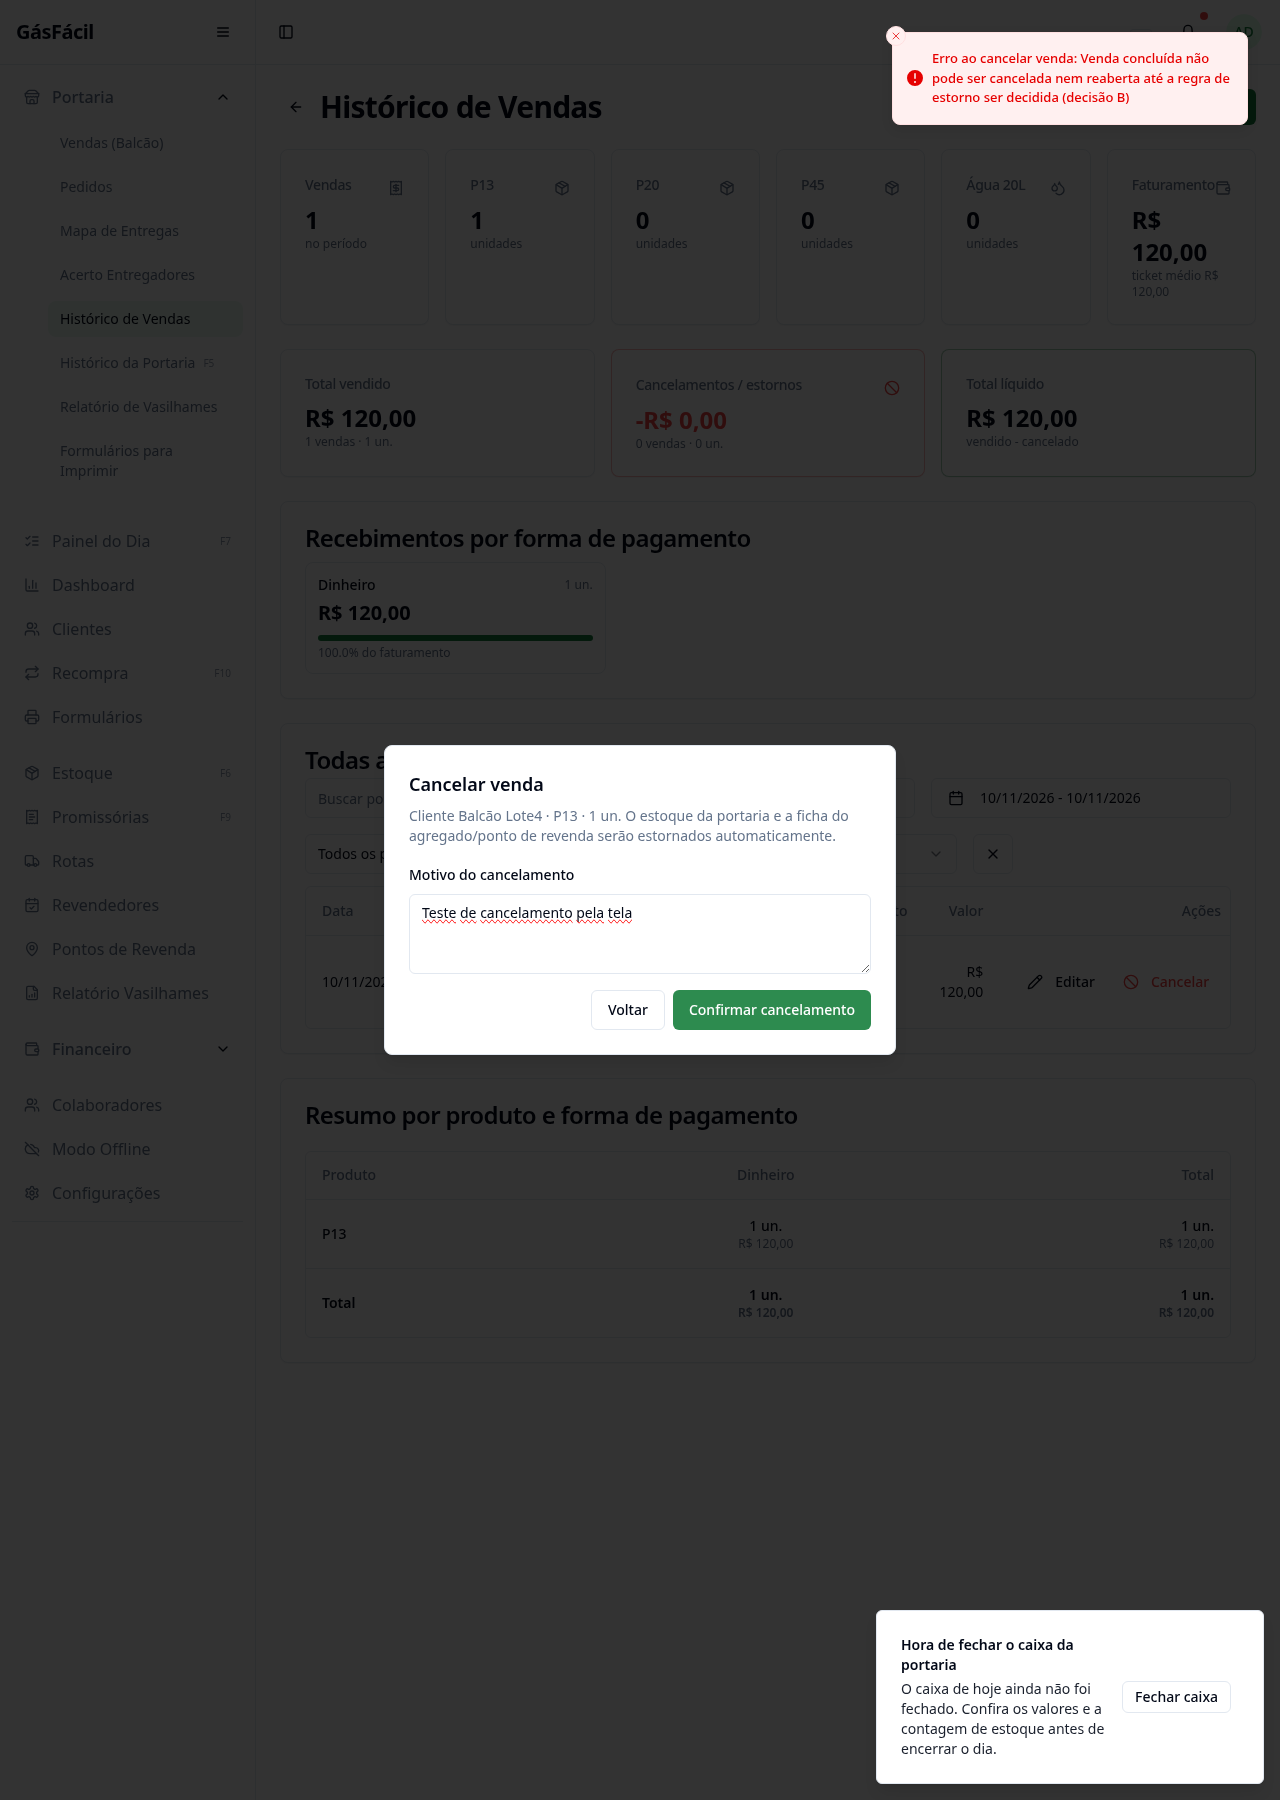 GásFácil
Portaria
Vendas (Balcão)
Pedidos
Mapa de Entregas
Acerto Entregadores
Histórico de Vendas
Histórico da Portaria F5
Relatório de Vasilhames
Formulários para
Imprimir
Painel do Dia F7
Dashboard
Clientes
Recompra F10
Formulários
Estoque F6
Promissórias F9
Rotas
Revendedores
Pontos de Revenda
Relatório Vasilhames
Financeiro
Colaboradores
Modo Offline
Configurações
Erro ao cancelar venda: Venda concluída não
pode ser cancelada nem reaberta até a regra de
estorno ser decidida (decisão B)
Histórico de Vendas
Vendas
1
no período
P13
1
unidades
P20
0
unidades
P45
0
unidades
Água 20L
0
unidades
Faturamento
R$
120,00
ticket médio R$
120,00
Total vendido
R$ 120,00
1 vendas · 1 un.
Cancelamentos / estornos
-R$ 0,00
0 vendas · 0 un.
Total líquido
R$ 120,00
vendido - cancelado
Recebimentos por forma de pagamento
Dinheiro 1 un.
R$ 120,00
100.0% do faturamento
Todas a
Buscar po
10/11/2026 - 10/11/2026
Todos os p
Data
Valor
Ações
10/11/202
R$
120,00
Editar
Cancelar
Cancelar venda
Cliente Balcão Lote4 · P13 · 1 un. O estoque da portaria e a ficha do
agregado/ponto de revenda serão estornados automaticamente.
Motivo do cancelamento
Teste de cancelamento pela tela
Voltar
Confirmar cancelamento
Resumo por produto e forma de pagamento
Produto Dinheiro Total
P13 1 un. 1 un.
R$ 120,00 R$ 120,00
Total 1 un. 1 un.
R$ 120,00 R$ 120,00
Hora de fechar o caixa da
portaria
O caixa de hoje ainda não foi
fechado. Confira os valores e a
contagem de estoque antes de
encerrar o dia.
Fechar caixa